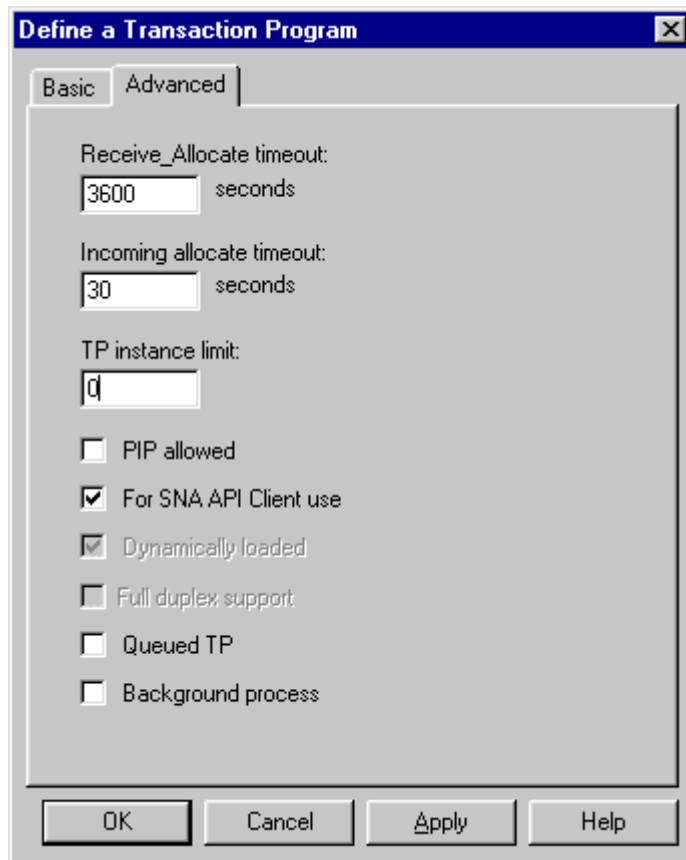 Define a Transaction Program
Basic Advanced
Receive_Allocate timeout:
3600 seconds
Incoming allocate timeout:
30 seconds
TP instance limit:
0
PIP allowed
For SNA API Client use
Dynamically loaded
Full duplex support
Queued TP
Background process
OK Cancel Apply Help